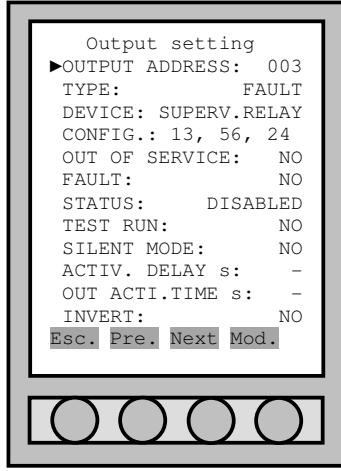 Output setting
►OUTPUT ADDRESS: 003
TYPE: FAULT
DEVICE: SUPERV.RELAY
CONFIG.: 13, 56, 24
OUT OF SERVICE: NO
FAULT: NO
STATUS: DISABLED
TEST RUN: NO
SILENT MODE: NO
ACTIV. DELAY s: -
OUT ACTI.TIME s: -
INVERT: NO
Esc. Pre. Next Mod.